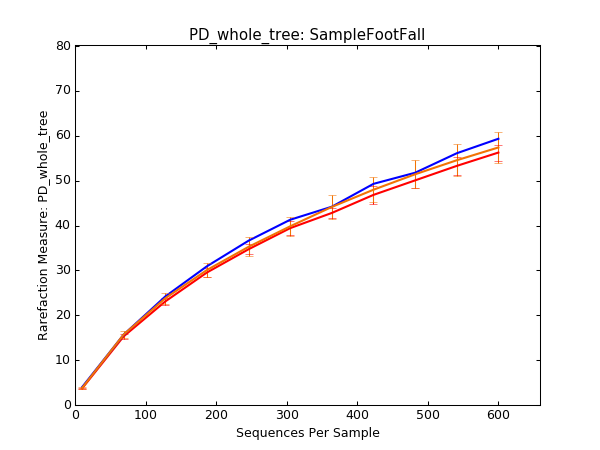 PD_whole_tree: SampleFootFall
80
70
60
50
40
30
20
10
0
Rarefaction Measure: PD_whole_tree
0 100 200 300 400 500 600
Sequences Per Sample